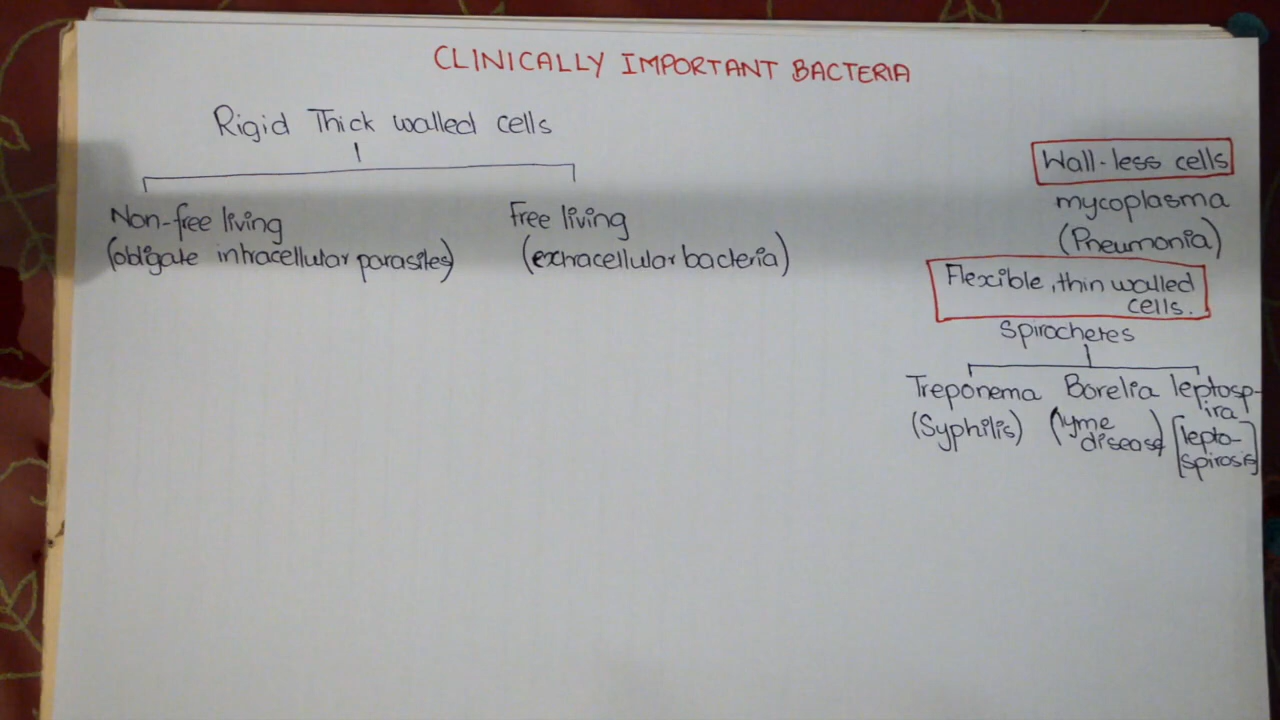 CLINICALLY IMPORTANT BACTERIA
Rigid Thick walled cells
Non-free living
(obligate intracellular parasites)
Free living
(extracellular bacteria)
Wall-less cells
mycoplasma
(Pneumonia)
Flexible, thin walled
cells.
Spirochetes
Treponema
(Syphilis)
Borelia
(lyme
disease)
leptosp-
ira
[lepto-
spirosis]